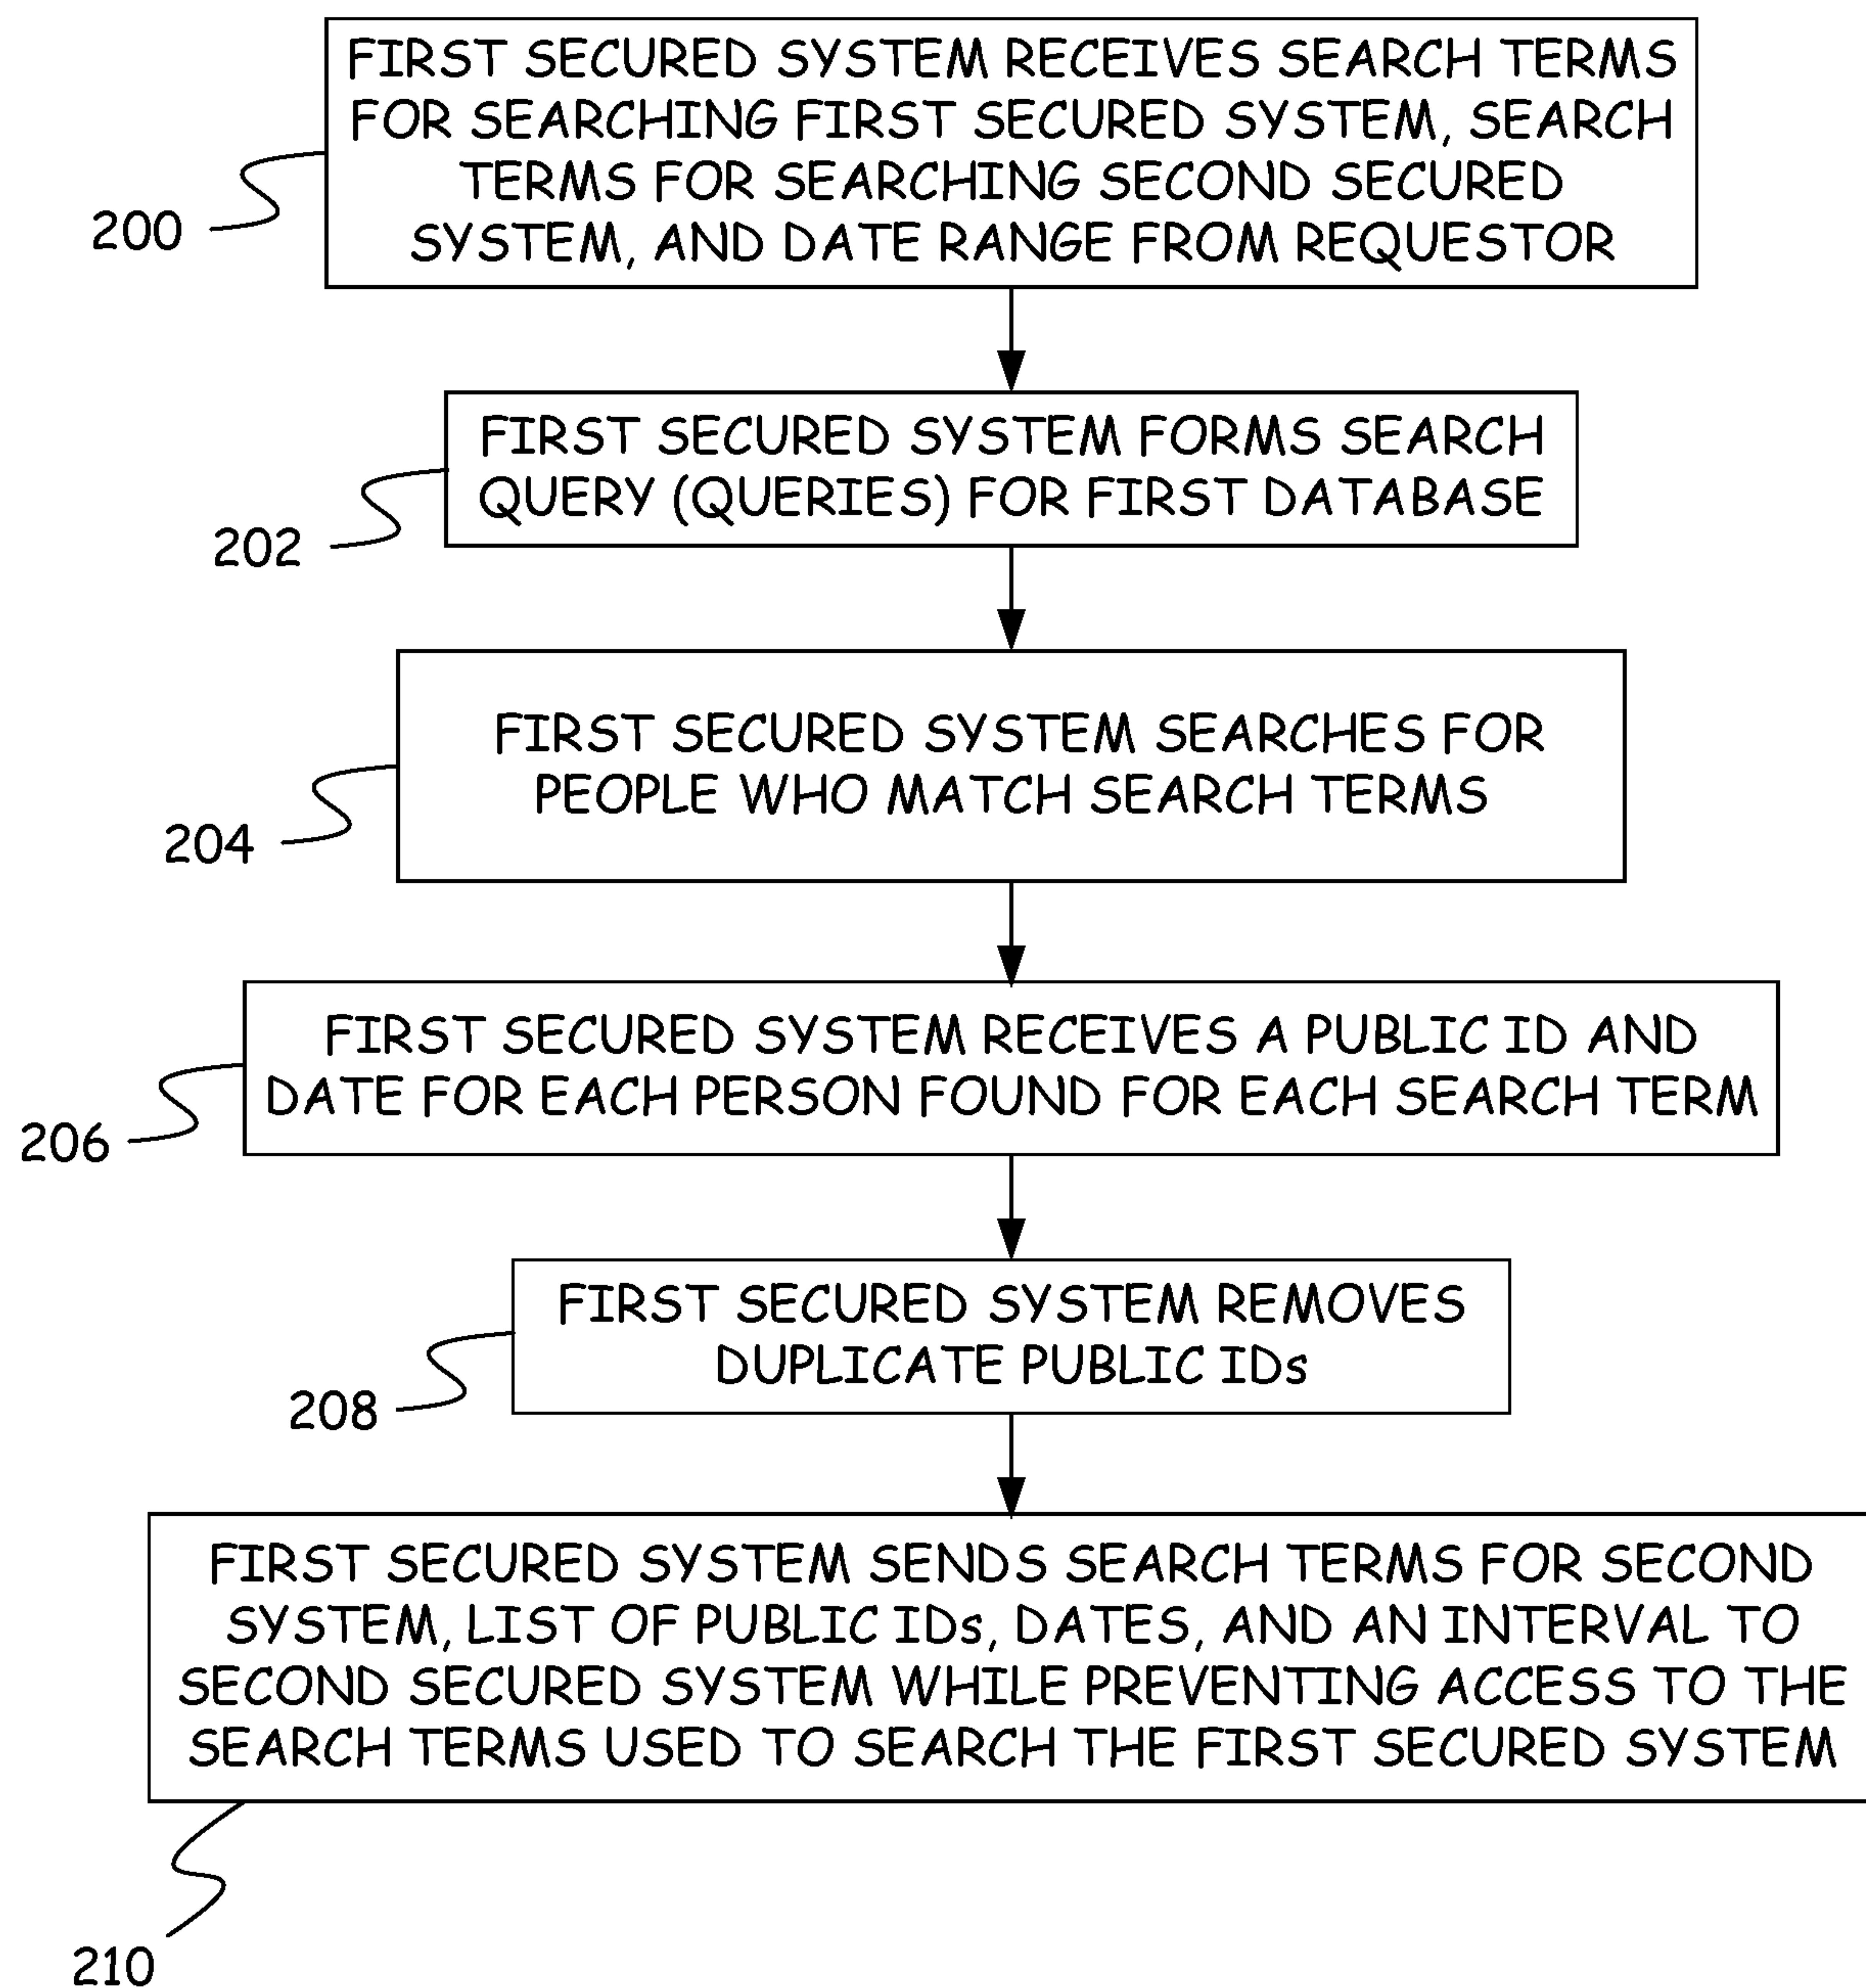 FIRST SECURED SYSTEM RECEIVES SEARCH TERMS
FOR SEARCHING FIRST SECURED SYSTEM, SEARCH
TERMS FOR SEARCHING SECOND SECURED
SYSTEM, AND DATE RANGE FROM REQUESTOR
200
FIRST SECURED SYSTEM FORMS SEARCH
QUERY (QUERIES) FOR FIRST DATABASE
202
FIRST SECURED SYSTEM SEARCHES FOR
PEOPLE WHO MATCH SEARCH TERMS
204
FIRST SECURED SYSTEM RECEIVES A PUBLIC ID AND
DATE FOR EACH PERSON FOUND FOR EACH SEARCH TERM
206
FIRST SECURED SYSTEM REMOVES
DUPLICATE PUBLIC IDs
208
FIRST SECURED SYSTEM SENDS SEARCH TERMS FOR SECOND
SYSTEM, LIST OF PUBLIC IDs, DATES, AND AN INTERVAL TO
SECOND SECURED SYSTEM WHILE PREVENTING ACCESS TO THE
SEARCH TERMS USED TO SEARCH THE FIRST SECURED SYSTEM
210